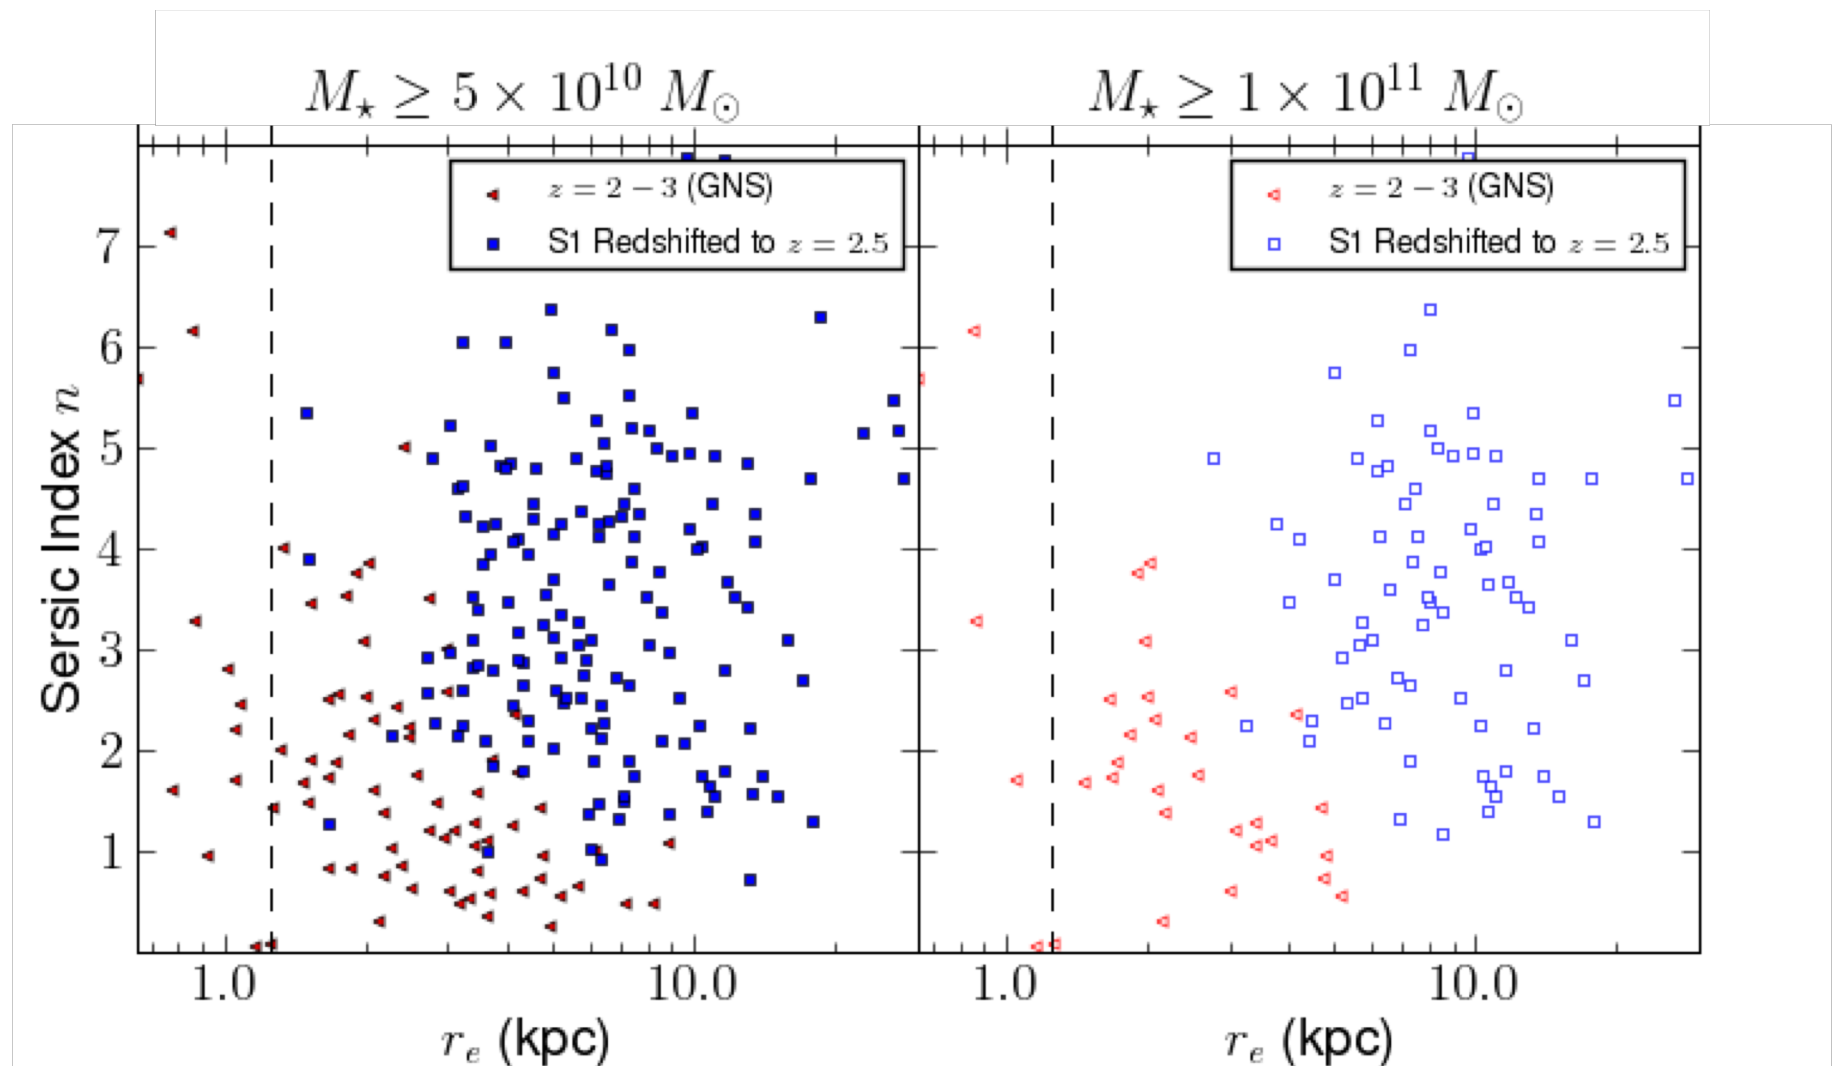 M⋆ ≥ 5 × 10¹⁰ M⊙
M⋆ ≥ 1 × 10¹¹ M⊙
z = 2 − 3 (GNS)
S1 Redshifted to z = 2.5
z = 2 − 3 (GNS)
S1 Redshifted to z = 2.5
Sersic Index n
7
6
5
4
3
2
1
1.0
10.0
1.0
10.0
rₑ (kpc)
rₑ (kpc)